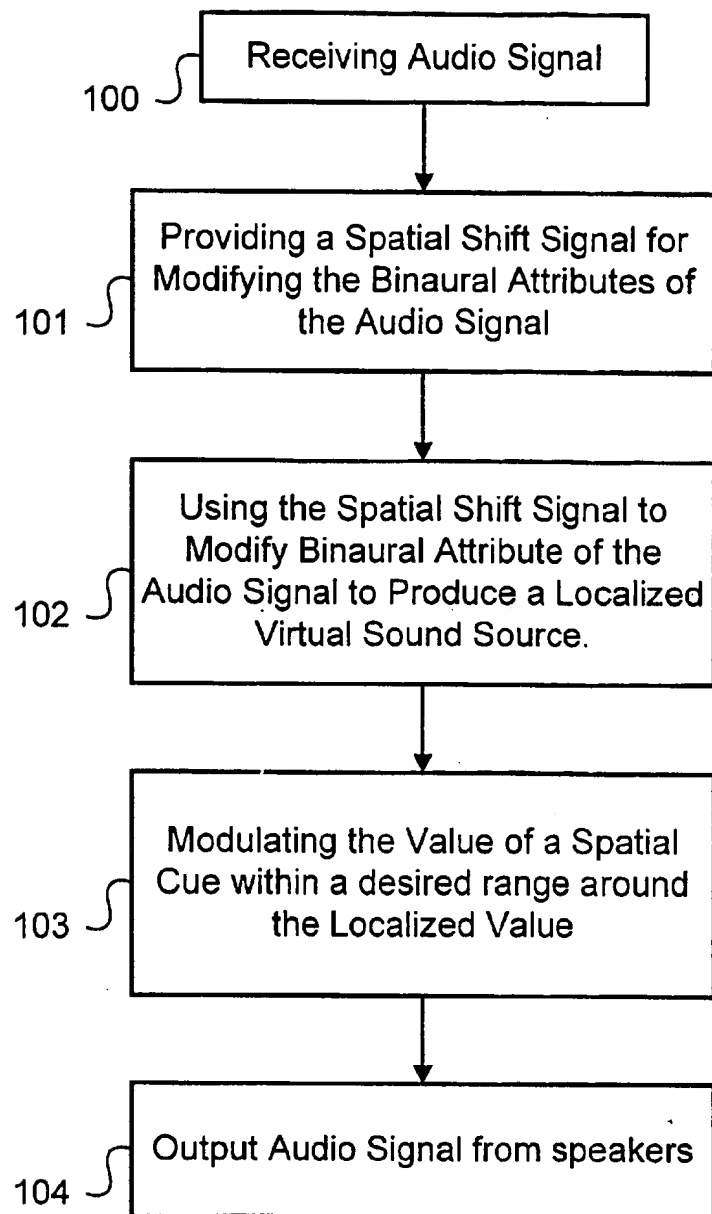 Receiving Audio Signal
100
Providing a Spatial Shift Signal for
Modifying the Binaural Attributes of
the Audio Signal
101
Using the Spatial Shift Signal to
Modify Binaural Attribute of the
Audio Signal to Produce a Localized
Virtual Sound Source.
102
Modulating the Value of a Spatial
Cue within a desired range around
the Localized Value
103
Output Audio Signal from speakers
104